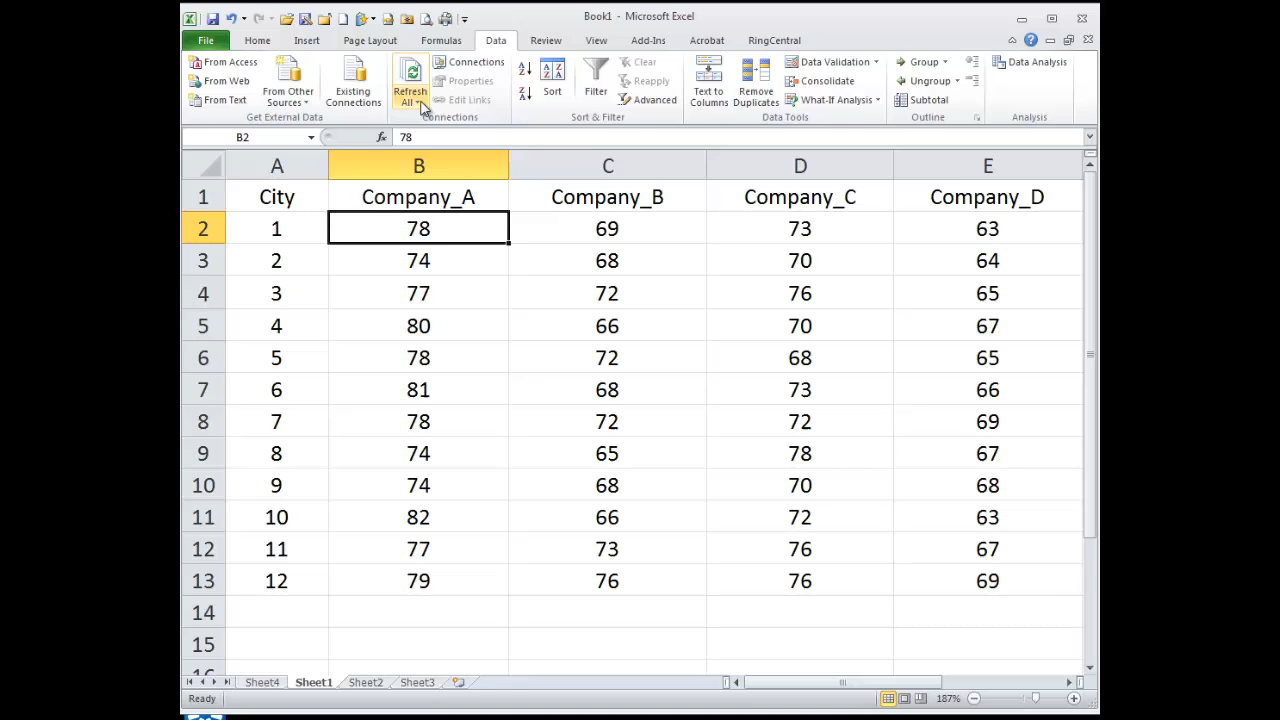 Book1 - Microsoft Excel
File Home Insert Page Layout Formulas Data Review View Add-Ins Acrobat RingCentral
From Access
From Web
From Text
From Other Sources
Existing Connections
Get External Data
Refresh All
Connections
Properties
Edit Links
Connections
Sort
Filter
Clear
Reapply
Advanced
Sort & Filter
Text to Columns
Remove Duplicates
Data Validation
Consolidate
What-If Analysis
Data Tools
Group
Ungroup
Subtotal
Outline
Data Analysis
Analysis
B2 fx 78
A B C D E
1 City Company_A Company_B Company_C Company_D
2 1 78 69 73 63
3 2 74 68 70 64
4 3 77 72 76 65
5 4 80 66 70 67
6 5 78 72 68 65
7 6 81 68 73 66
8 7 78 72 72 69
9 8 74 65 78 67
10 9 74 68 70 68
11 10 82 66 72 63
12 11 77 73 76 67
13 12 79 76 76 69
14
15
16
Sheet4 Sheet1 Sheet2 Sheet3
Ready 187%